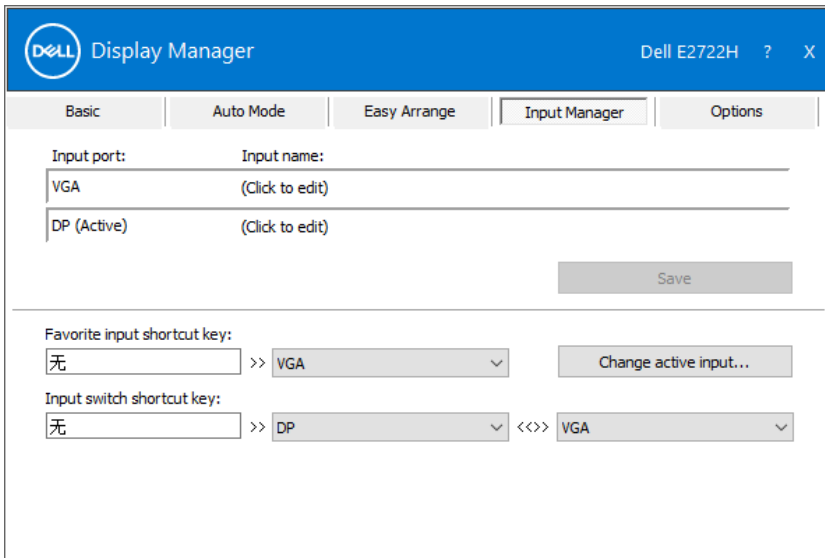 DELL Display Manager Dell E2722H ? X
Basic Auto Mode Easy Arrange Input Manager Options
Input port: Input name:
VGA (Click to edit)
DP (Active) (Click to edit)
Save
Favorite input shortcut key:
无 >> VGA Change active input...
Input switch shortcut key:
无 >> DP <<>> VGA